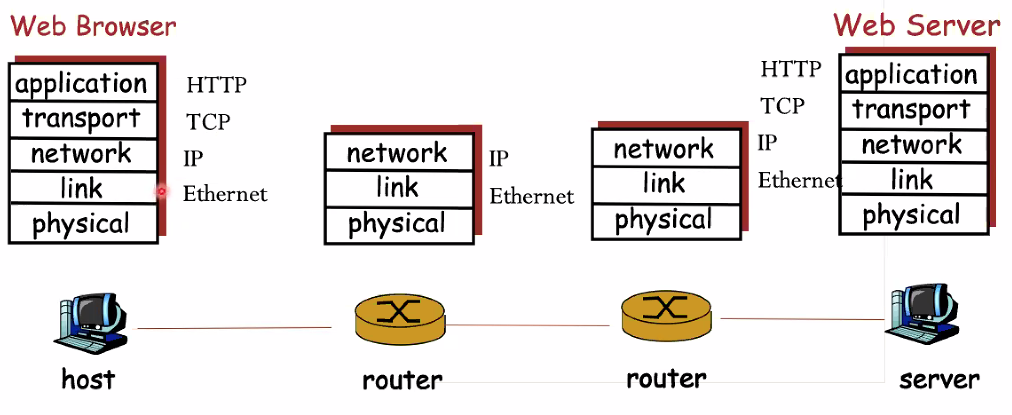 Web Browser
application
transport
network
link
physical
HTTP
TCP
IP
Ethernet
network
link
physical
IP
Ethernet
network
link
physical
IP
Ethernet
Web Server
HTTP
TCP
application
transport
network
link
physical
host
router
router
server